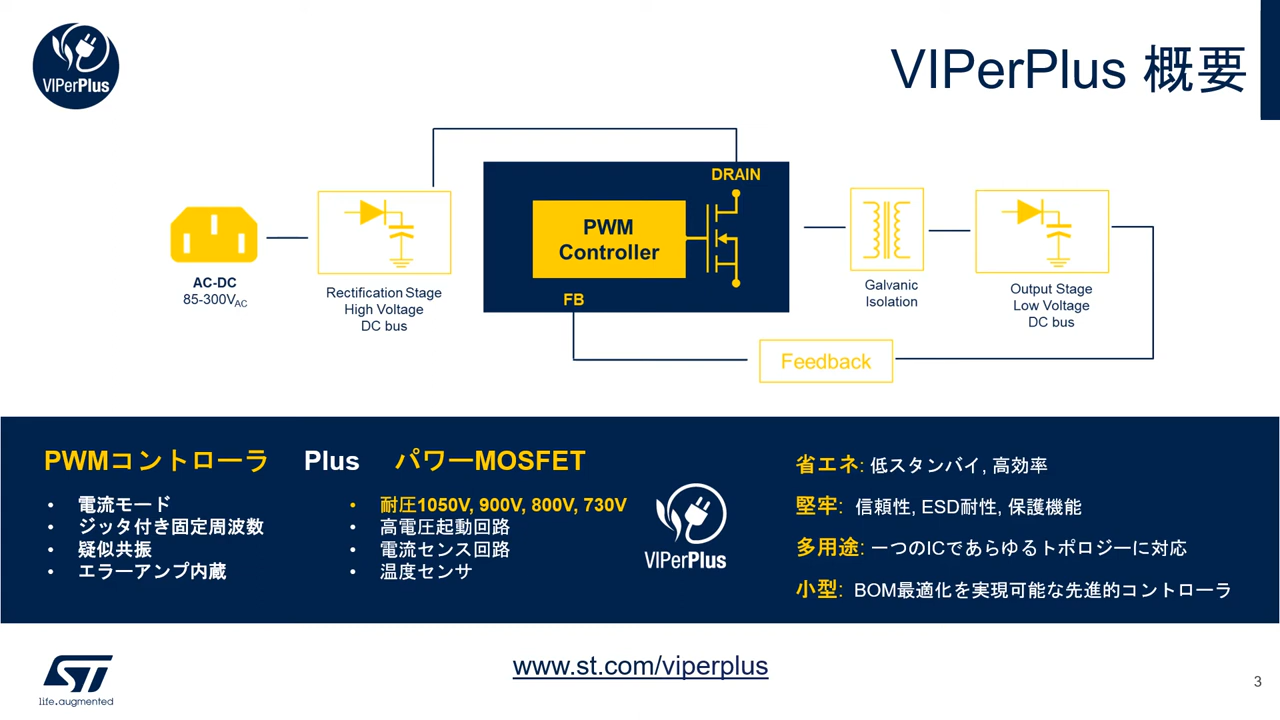 VIPerPlus
VIPerPlus 概要
DRAIN
PWM
Controller
FB
AC-DC
85-300VAC
Rectification Stage
High Voltage
DC bus
Galvanic
Isolation
Output Stage
Low Voltage
DC bus
Feedback
PWMコントローラ Plus パワーMOSFET
• 電流モード
• ジッタ付き固定周波数
• 疑似共振
• エラーアンプ内蔵
• 耐圧1050V, 900V, 800V, 730V
• 高電圧起動回路
• 電流センス回路
• 温度センサ
VIPerPlus
省エネ: 低スタンバイ, 高効率
堅牢: 信頼性, ESD耐性, 保護機能
多用途: 一つのICであらゆるトポロジーに対応
小型: BOM最適化を実現可能な先進的コントローラ
ST
life.augmented
www.st.com/viperplus
3